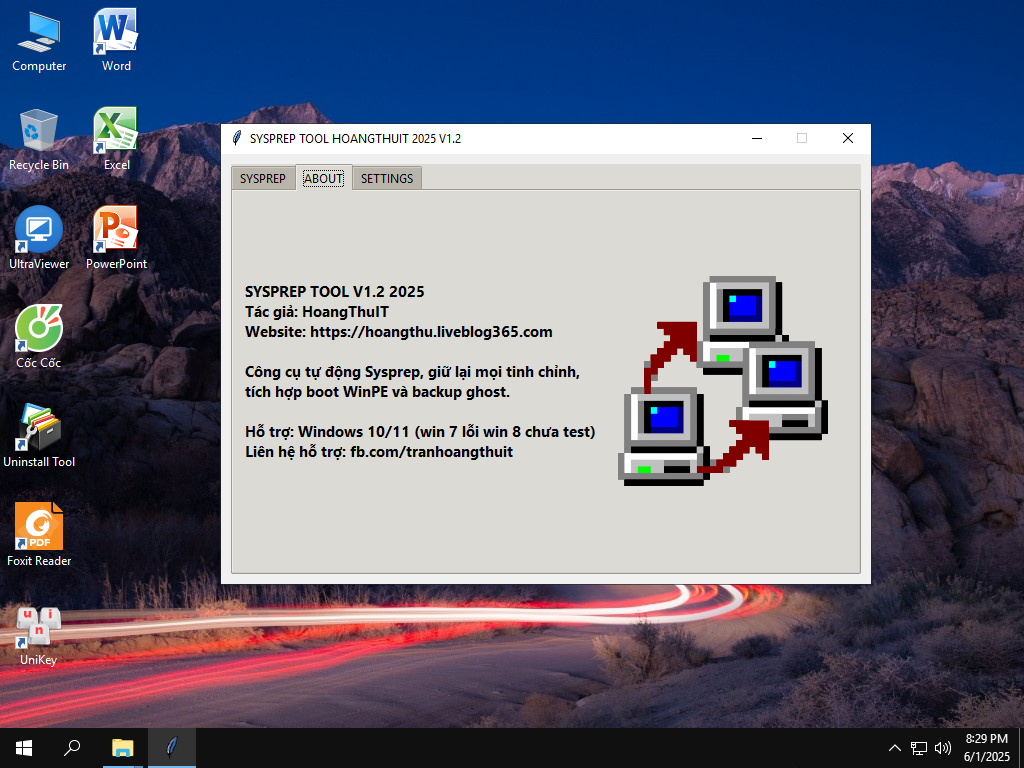 Computer
Word
Recycle Bin
Excel
UltraViewer
PowerPoint
Cốc Cốc
Uninstall Tool
PDF
Foxit Reader
u i
n
UniKey
SYSPREP TOOL HOANGTHUIT 2025 V1.2
SYSPREP ABOUT SETTINGS
SYSPREP TOOL V1.2 2025
Tác giả: HoangThuIT
Website: https://hoangthu.liveblog365.com
Công cụ tự động Sysprep, giữ lại mọi tinh chỉnh,
tích hợp boot WinPE và backup ghost.
Hỗ trợ: Windows 10/11 (win 7 lỗi win 8 chưa test)
Liên hệ hỗ trợ: fb.com/tranhoangthuit
8:29 PM
6/1/2025